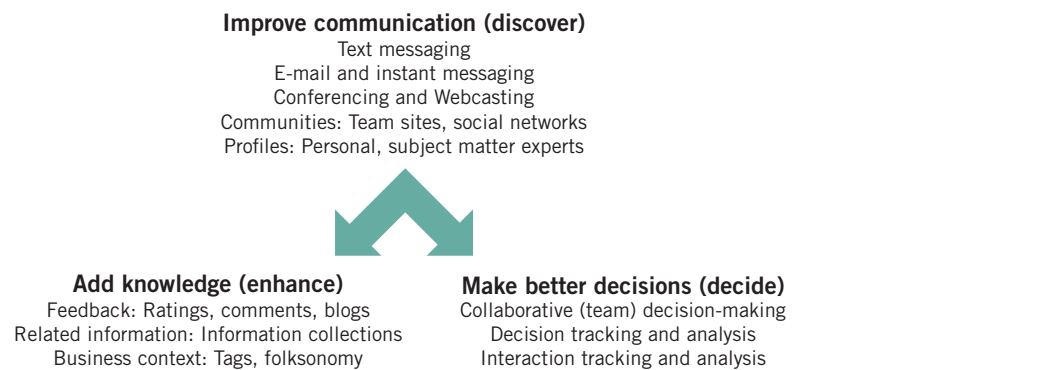 Improve communication (discover)
Text messaging
E-mail and instant messaging
Conferencing and Webcasting
Communities: Team sites, social networks
Profiles: Personal, subject matter experts
Add knowledge (enhance)
Feedback: Ratings, comments, blogs
Related information: Information collections
Business context: Tags, folksonomy
Make better decisions (decide)
Collaborative (team) decision-making
Decision tracking and analysis
Interaction tracking and analysis